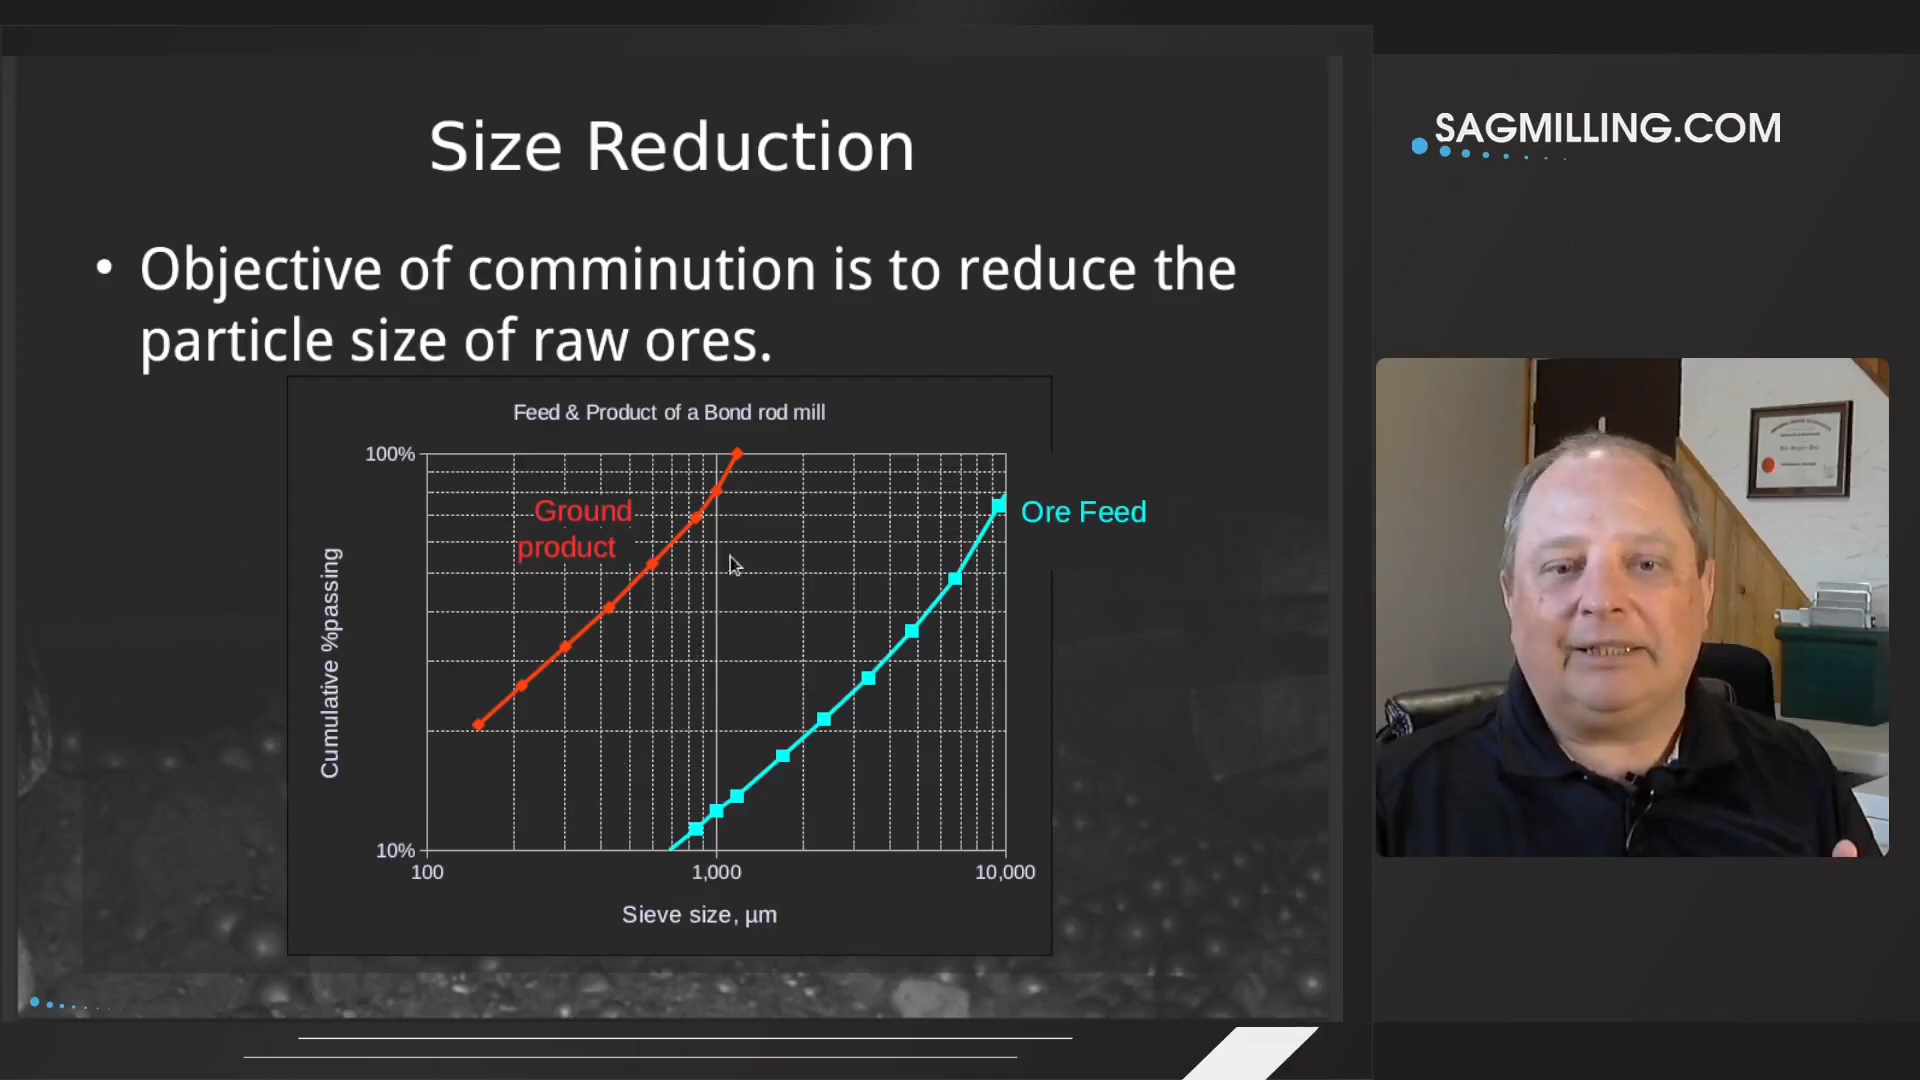 SAGMILLING.COM
Size Reduction
• Objective of comminution is to reduce the
particle size of raw ores.
Feed & Product of a Bond rod mill
100%
Ground
product
Ore Feed
Cumulative %passing
10%
100
1,000
10,000
Sieve size, µm